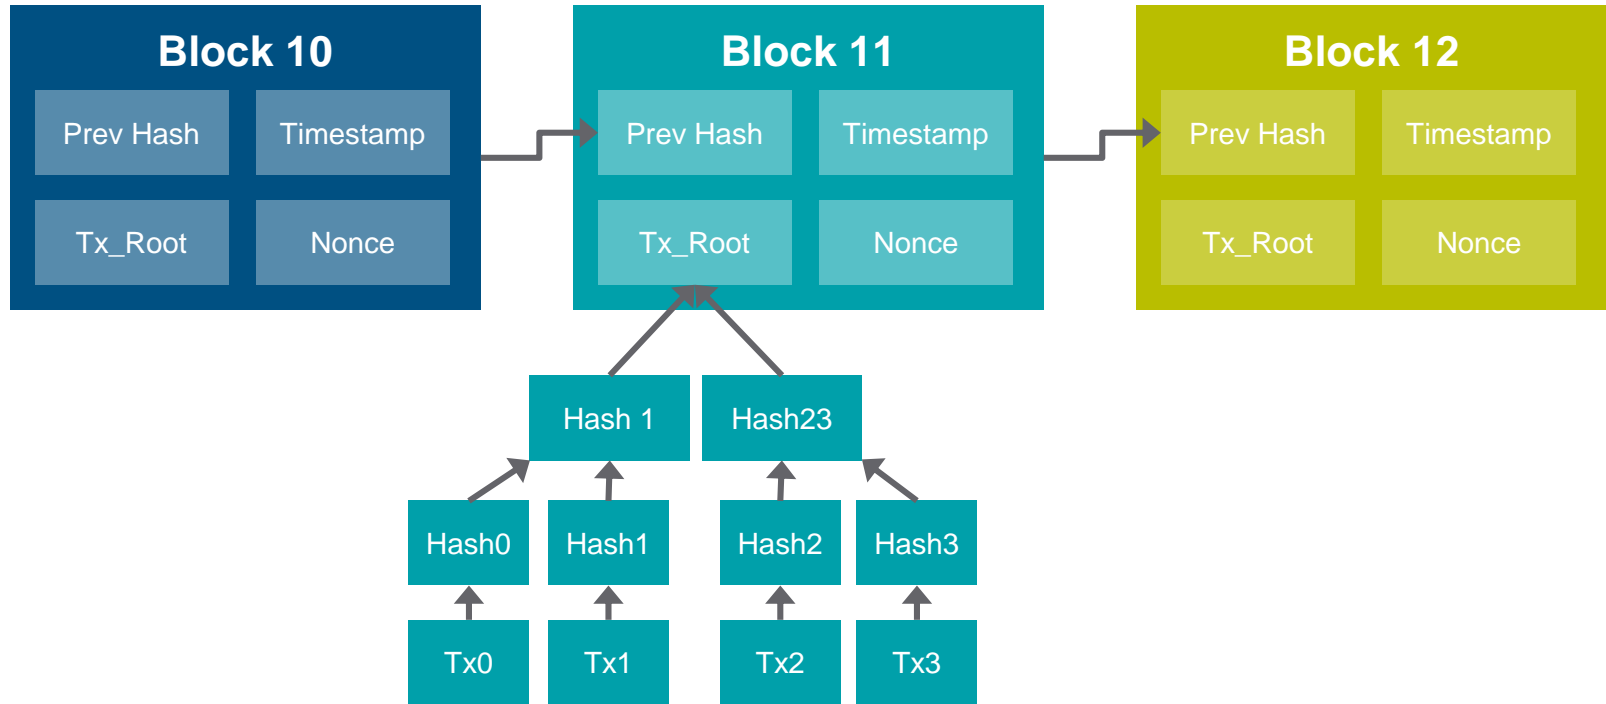 Block 10
Prev Hash
Timestamp
Tx_Root
Nonce
Block 11
Prev Hash
Timestamp
Tx_Root
Nonce
Block 12
Prev Hash
Timestamp
Tx_Root
Nonce
Hash 1
Hash23
Hash0
Hash1
Hash2
Hash3
Tx0
Tx1
Tx2
Tx3